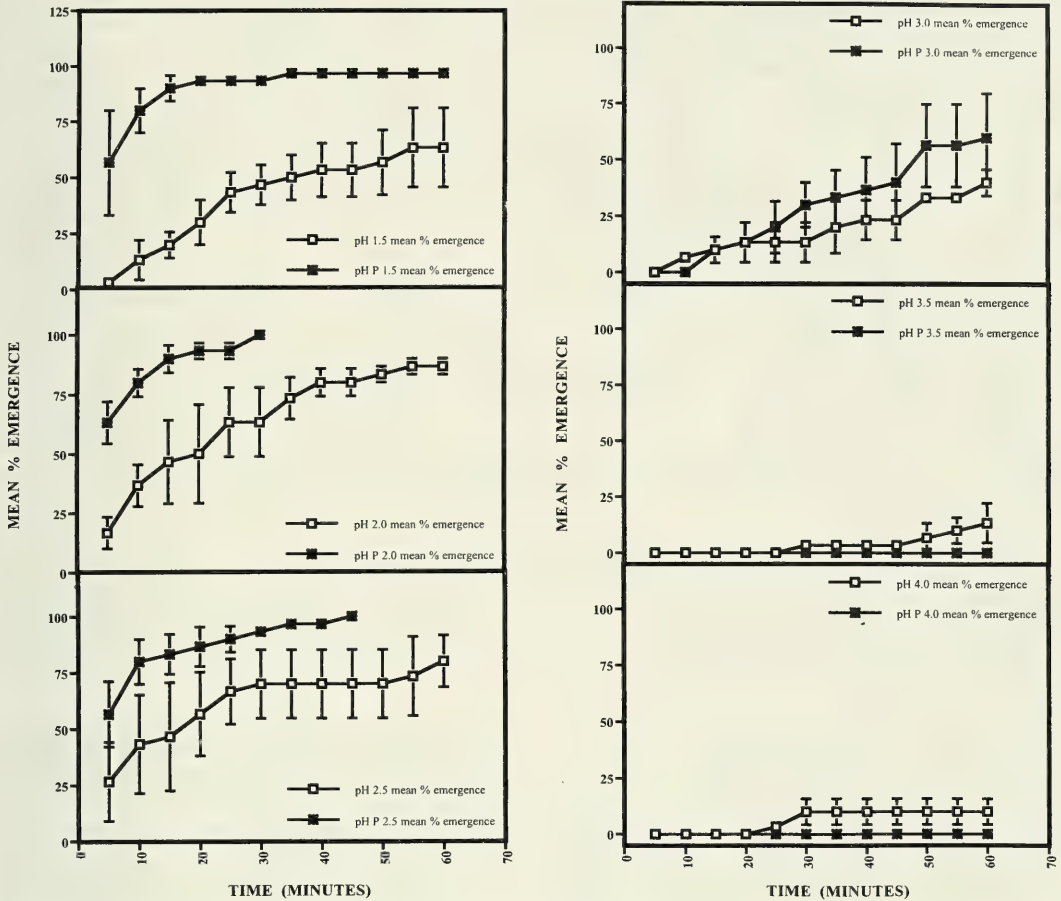 MEAN % EMERGENCE
125
100
75
50
25
0
pH 1.5 mean % emergence
pH P 1.5 mean % emergence
100
75
50
25
0
pH 2.0 mean % emergence
pH P 2.0 mean % emergence
100
75
50
25
0
pH 2.5 mean % emergence
pH P 2.5 mean % emergence
0 10 20 30 40 50 60 70
TIME (MINUTES)
MEAN % EMERGENCE
pH 3.0 mean % emergence
pH P 3.0 mean % emergence
100
75
50
25
0
pH 3.5 mean % emergence
pH P 3.5 mean % emergence
100
75
50
25
0
pH 4.0 mean % emergence
pH P 4.0 mean % emergence
100
75
50
25
0
0 10 20 30 40 50 60 70
TIME (MINUTES)